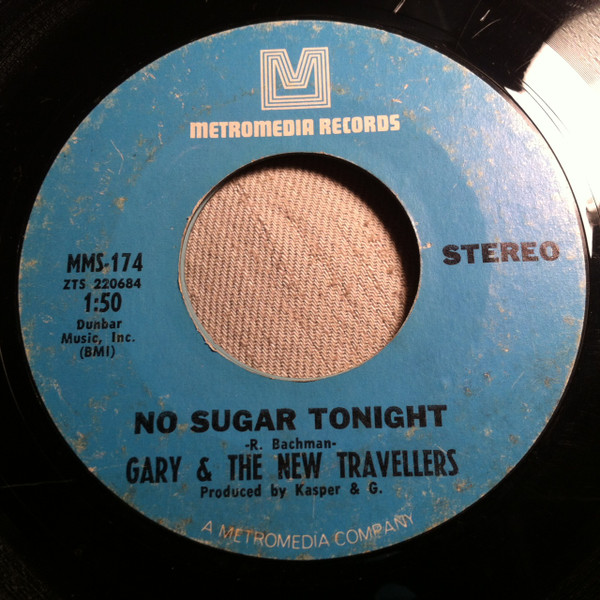 M
METROMEDIA RECORDS
MMS-174
ZTS 220684
1:50
Dunbar
Music, Inc.
(BMI)
STEREO
NO SUGAR TONIGHT
-R. Bachman-
GARY & THE NEW TRAVELLERS
Produced by Kasper & G.
A METROMEDIA COMPANY